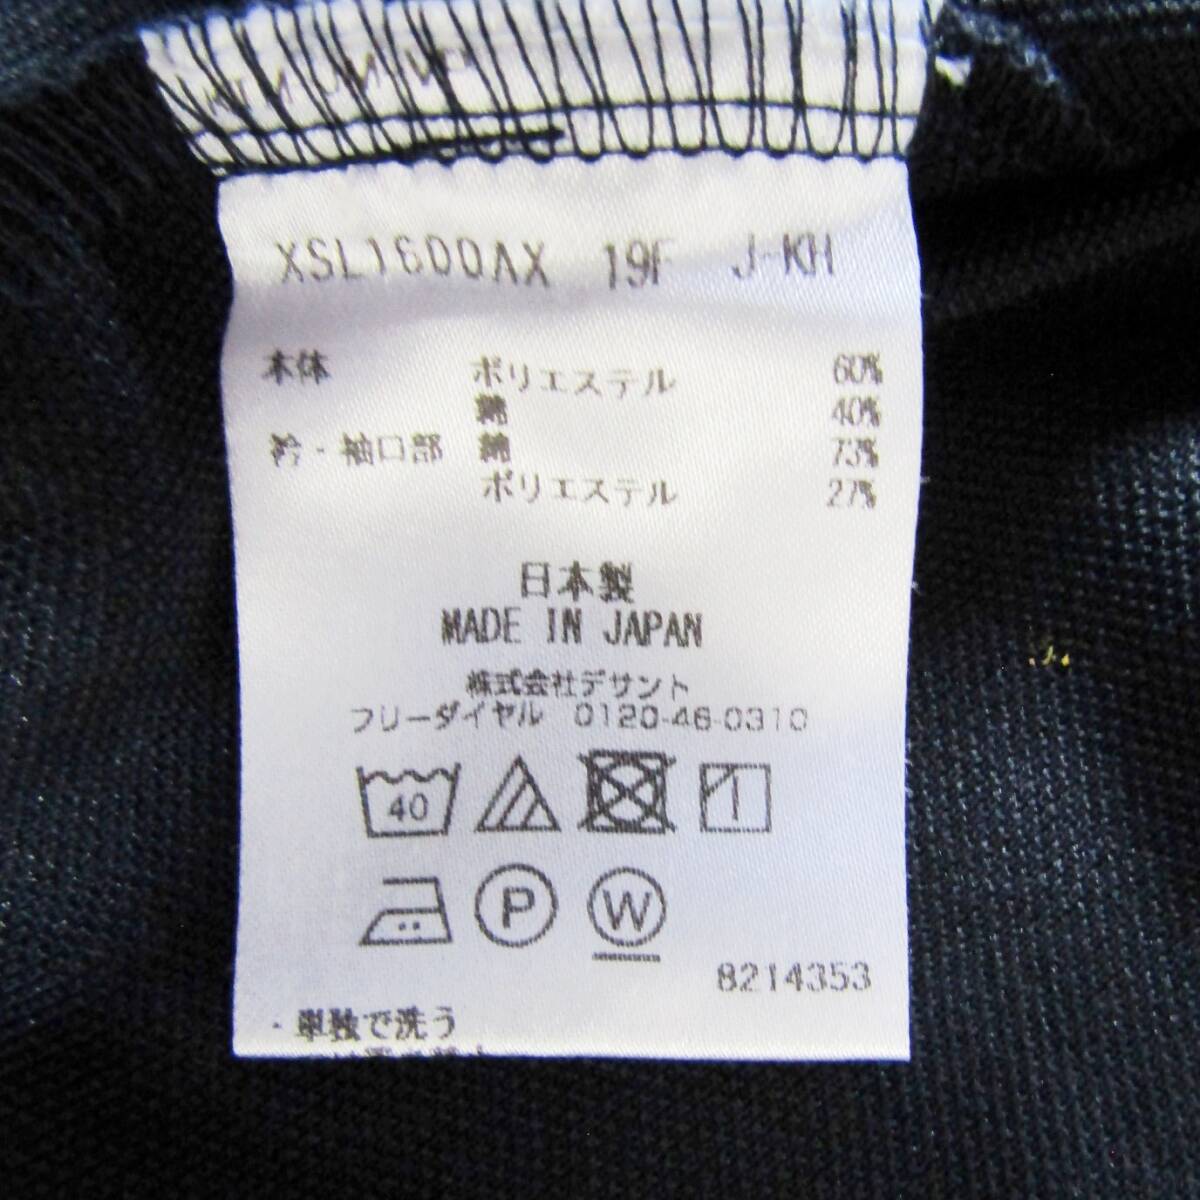 XSL1600AX 19F J-KH
本体 ポリエステル 60%
綿 40%
衿・袖口部 綿 73%
ポリエステル 27%
日本製
MADE IN JAPAN
株式会社デサント
フリーダイヤル 0120-46-0310
40
P W
8214353
・単独で洗う